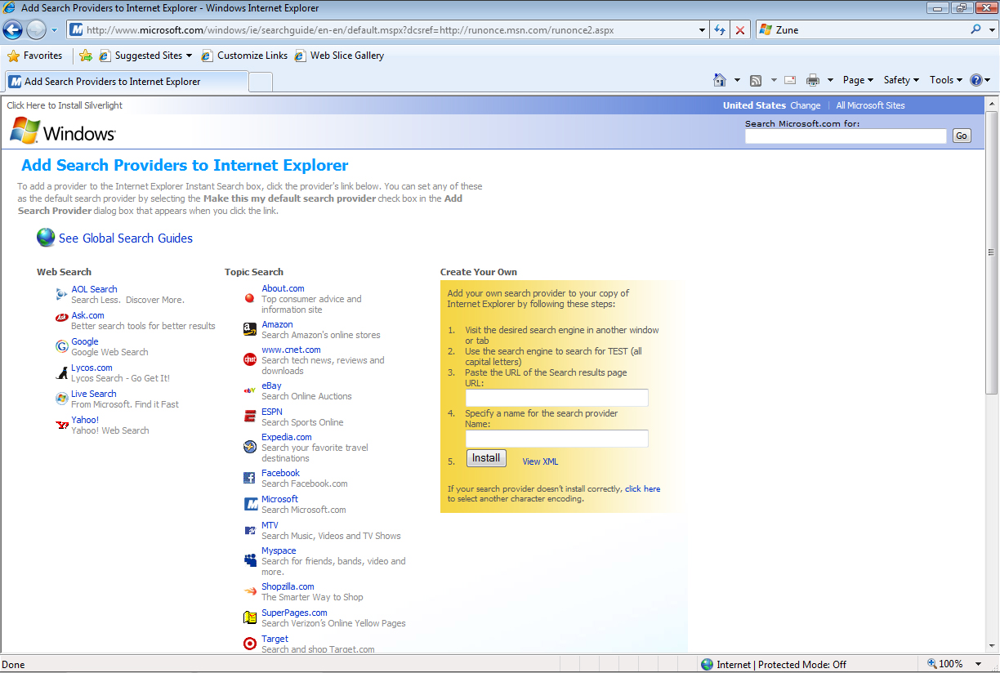 Add Search Providers to Internet Explorer - Windows Internet Explorer
http://www.microsoft.com/windows/ie/searchguide/en-en/default.mspx?dcsref=http://runonce.msn.com/runonce2.aspx
Zune
Favorites
Suggested Sites
Customize Links
Web Slice Gallery
Add Search Providers to Internet Explorer
Page
Safety
Tools
Click Here to Install Silverlight
United States Change | All Microsoft Sites
Windows
Search Microsoft.com for:
Go
Add Search Providers to Internet Explorer
To add a provider to the Internet Explorer Instant Search box, click the provider's link below. You can set any of these
as the default search provider by selecting the Make this my default search provider check box in the Add
Search Provider dialog box that appears when you click the link.
See Global Search Guides
Web Search
AOL Search
Search Less. Discover More.
Ask.com
Better search tools for better results
Google
Google Web Search
Lycos.com
Lycos Search - Go Get It!
Live Search
From Microsoft. Find it Fast
Yahoo!
Yahoo! Web Search
Topic Search
About.com
Top consumer advice and
information site
Amazon
Search Amazon's online stores
www.cnet.com
Search tech news, reviews and
downloads
eBay
Search Online Auctions
ESPN
Search Sports Online
Expedia.com
Search your favorite travel
destinations
Facebook
Search Facebook.com
Microsoft
Search Microsoft.com
MTV
Search Music, Videos and TV Shows
Myspace
Search for friends, bands, video and
more.
Shopzilla.com
The Smarter Way to Shop
SuperPages.com
Search Verizon's Online Yellow Pages
Target
Search and shop Target.com
Create Your Own
Add your own search provider to your copy of
Internet Explorer by following these steps:
1. Visit the desired search engine in another window
or tab
2. Use the search engine to search for TEST (all
capital letters)
3. Paste the URL of the Search results page
URL:
4. Specify a name for the search provider
Name:
5. Install View XML
If your search provider doesn't install correctly, click here
to select another character encoding.
Done
Internet | Protected Mode: Off
100%